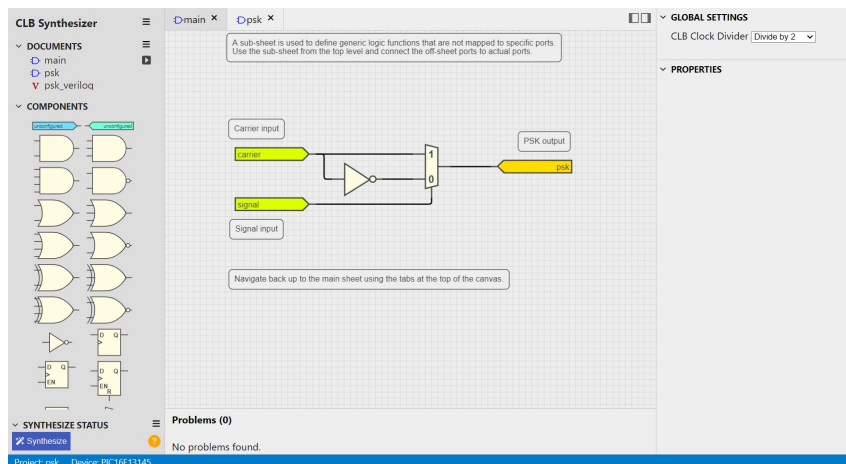 CLB Synthesizer
DOCUMENTS
main
psk
V psk_verilog
COMPONENTS
unconfigured
unconfigured
D Q
D Q
EN
D Q
EN
R
SYNTHESIZE STATUS
Synthesize
?
Project: psk Device: PIC16F13145
main ×
psk ×
A sub-sheet is used to define generic logic functions that are not mapped to specific ports.
Use the sub-sheet from the top level and connect the off-sheet ports to actual ports.
Carrier input
carrier
1
0
PSK output
psk
signal
Signal input
Navigate back up to the main sheet using the tabs at the top of the canvas.
Problems (0)
No problems found.
GLOBAL SETTINGS
CLB Clock Divider Divide by 2
PROPERTIES